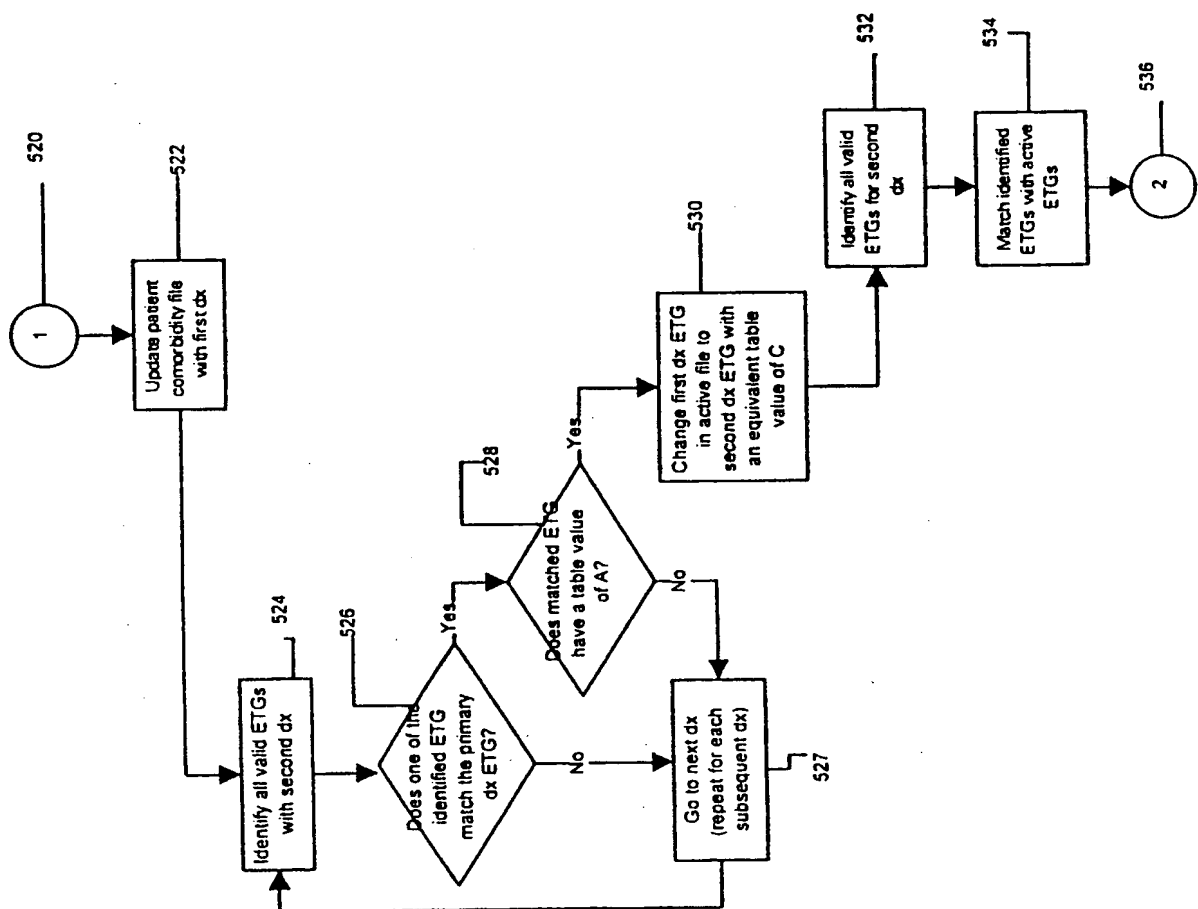 1
520
Update patient
comorbidity file
with first dx
522
Identify all valid ETGs
with second dx
524
Does one of the
identified ETG
match the primary
dx ETG?
526
Yes
No
Does matched ETG
have a table value
of A?
528
Yes
No
Go to next dx
(repeat for each
subsequent dx)
527
Change first dx ETG
in active file to
second dx ETG with
an equivalent table
value of C
530
Identify all valid
ETGs for second
dx
532
Match identified
ETGs with active
ETGs
534
2
536